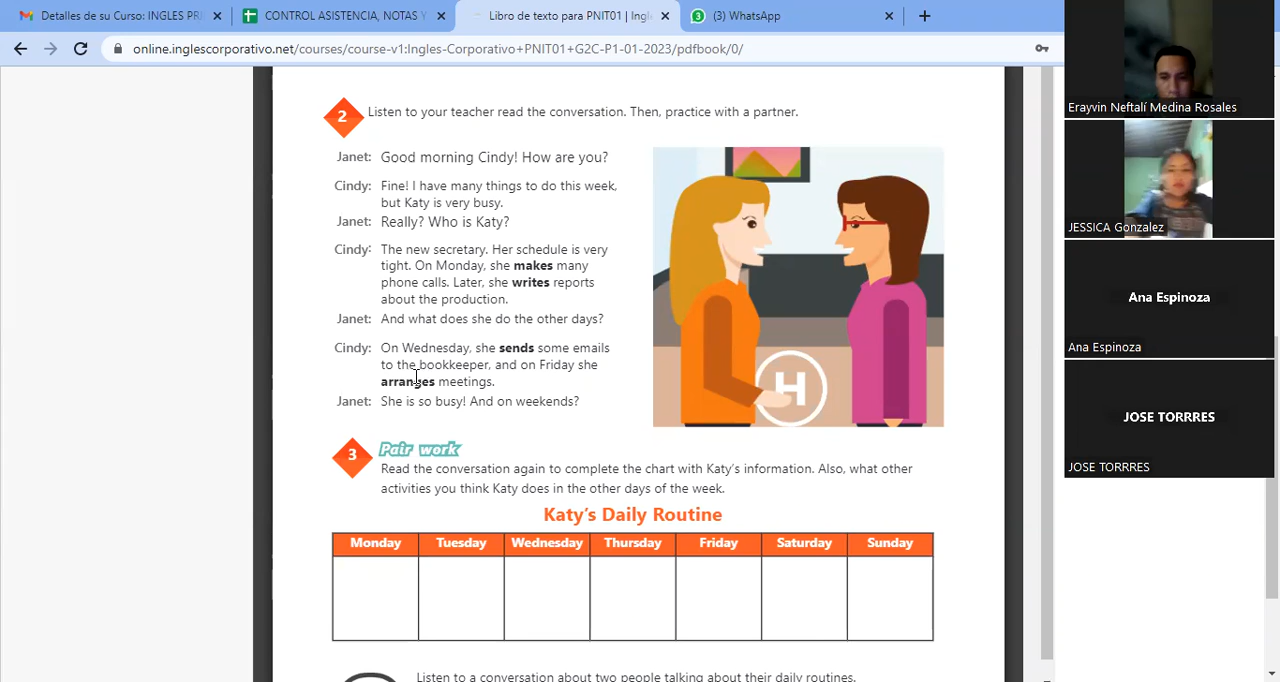 Detalles de su Curso: INGLES PRI
CONTROL ASISTENCIA, NOTAS Y
Libro de texto para PNIT01 | Ingl
(3) WhatsApp
online.inglescorporativo.net/courses/course-v1:Ingles-Corporativo+PNIT01+G2C-P1-01-2023/pdfbook/0/
2 Listen to your teacher read the conversation. Then, practice with a partner.
Janet: Good morning Cindy! How are you?
Cindy: Fine! I have many things to do this week,
but Katy is very busy.
Janet: Really? Who is Katy?
Cindy: The new secretary. Her schedule is very
tight. On Monday, she makes many
phone calls. Later, she writes reports
about the production.
Janet: And what does she do the other days?
Cindy: On Wednesday, she sends some emails
to the bookkeeper, and on Friday she
arranges meetings.
Janet: She is so busy! And on weekends?
H
3 Pair work
Read the conversation again to complete the chart with Katy's information. Also, what other
activities you think Katy does in the other days of the week.
Katy's Daily Routine
Monday Tuesday Wednesday Thursday Friday Saturday Sunday
Listen to a conversation about two people talking about their daily routines.
Erayvin Neftalí Medina Rosales
JESSICA Gonzalez
Ana Espinoza
Ana Espinoza
JOSE TORRRES
JOSE TORRRES